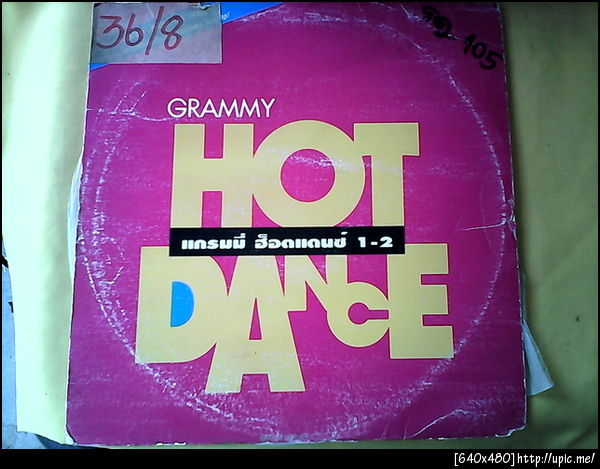 36/8
105
GRAMMY
HOT
แกรมมี่ ฮ็อตแดนซ์ 1-2
DANCE
[640x480]http://upic.me/